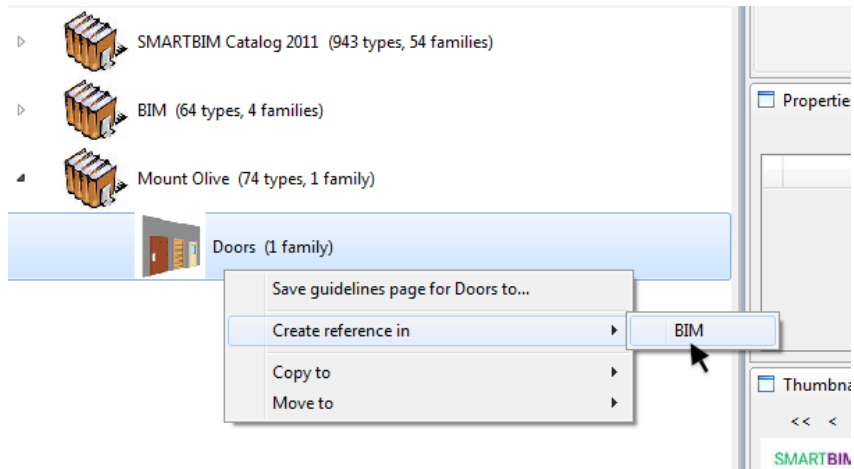 SMARTBIM Catalog 2011 (943 types, 54 families)
BIM (64 types, 4 families)
Propertie
Mount Olive (74 types, 1 family)
Doors (1 family)
Save guidelines page for Doors to...
Create reference in
BIM
Copy to
Move to
Thumbna
<< <
SMARTBIM